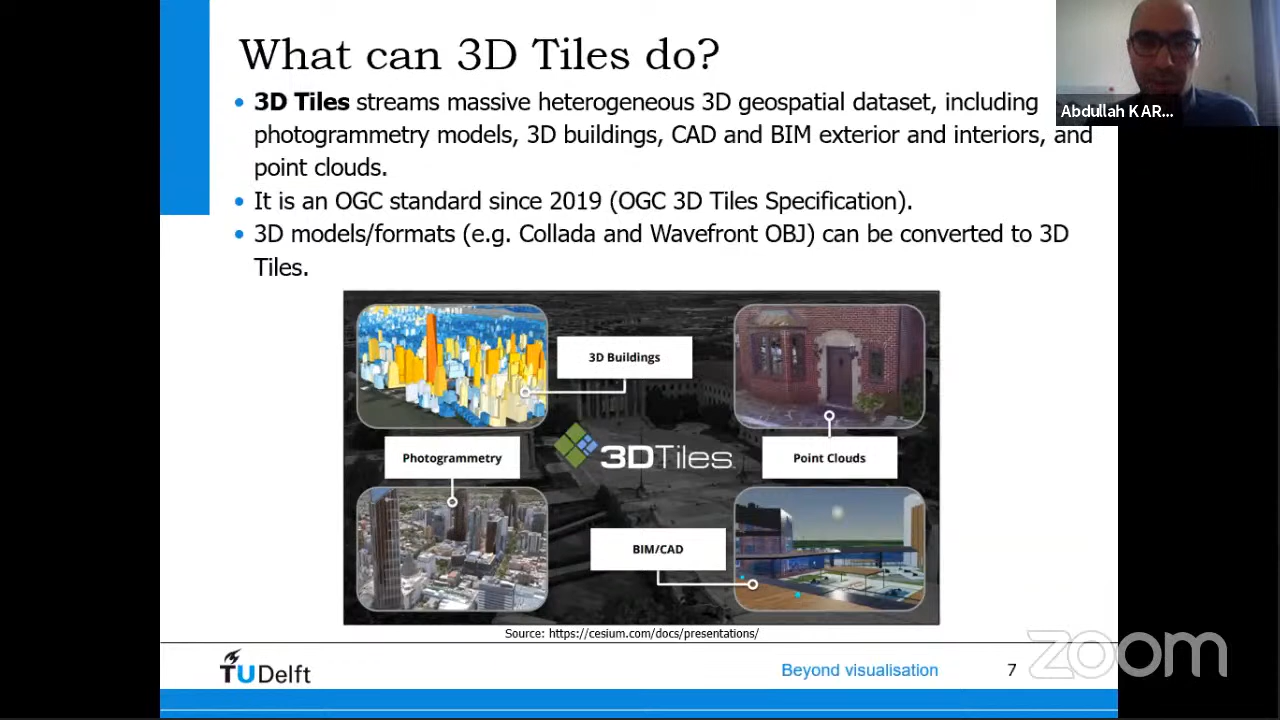 What can 3D Tiles do?
Abdullah KAR...
• 3D Tiles streams massive heterogeneous 3D geospatial dataset, including
photogrammetry models, 3D buildings, CAD and BIM exterior and interiors, and
point clouds.
• It is an OGC standard since 2019 (OGC 3D Tiles Specification).
• 3D models/formats (e.g. Collada and Wavefront OBJ) can be converted to 3D
Tiles.
3D Buildings
Photogrammetry
3DTiles
Point Clouds
BIM/CAD
Source: https://cesium.com/docs/presentations/
TUDelft
Beyond visualisation
7
zoom